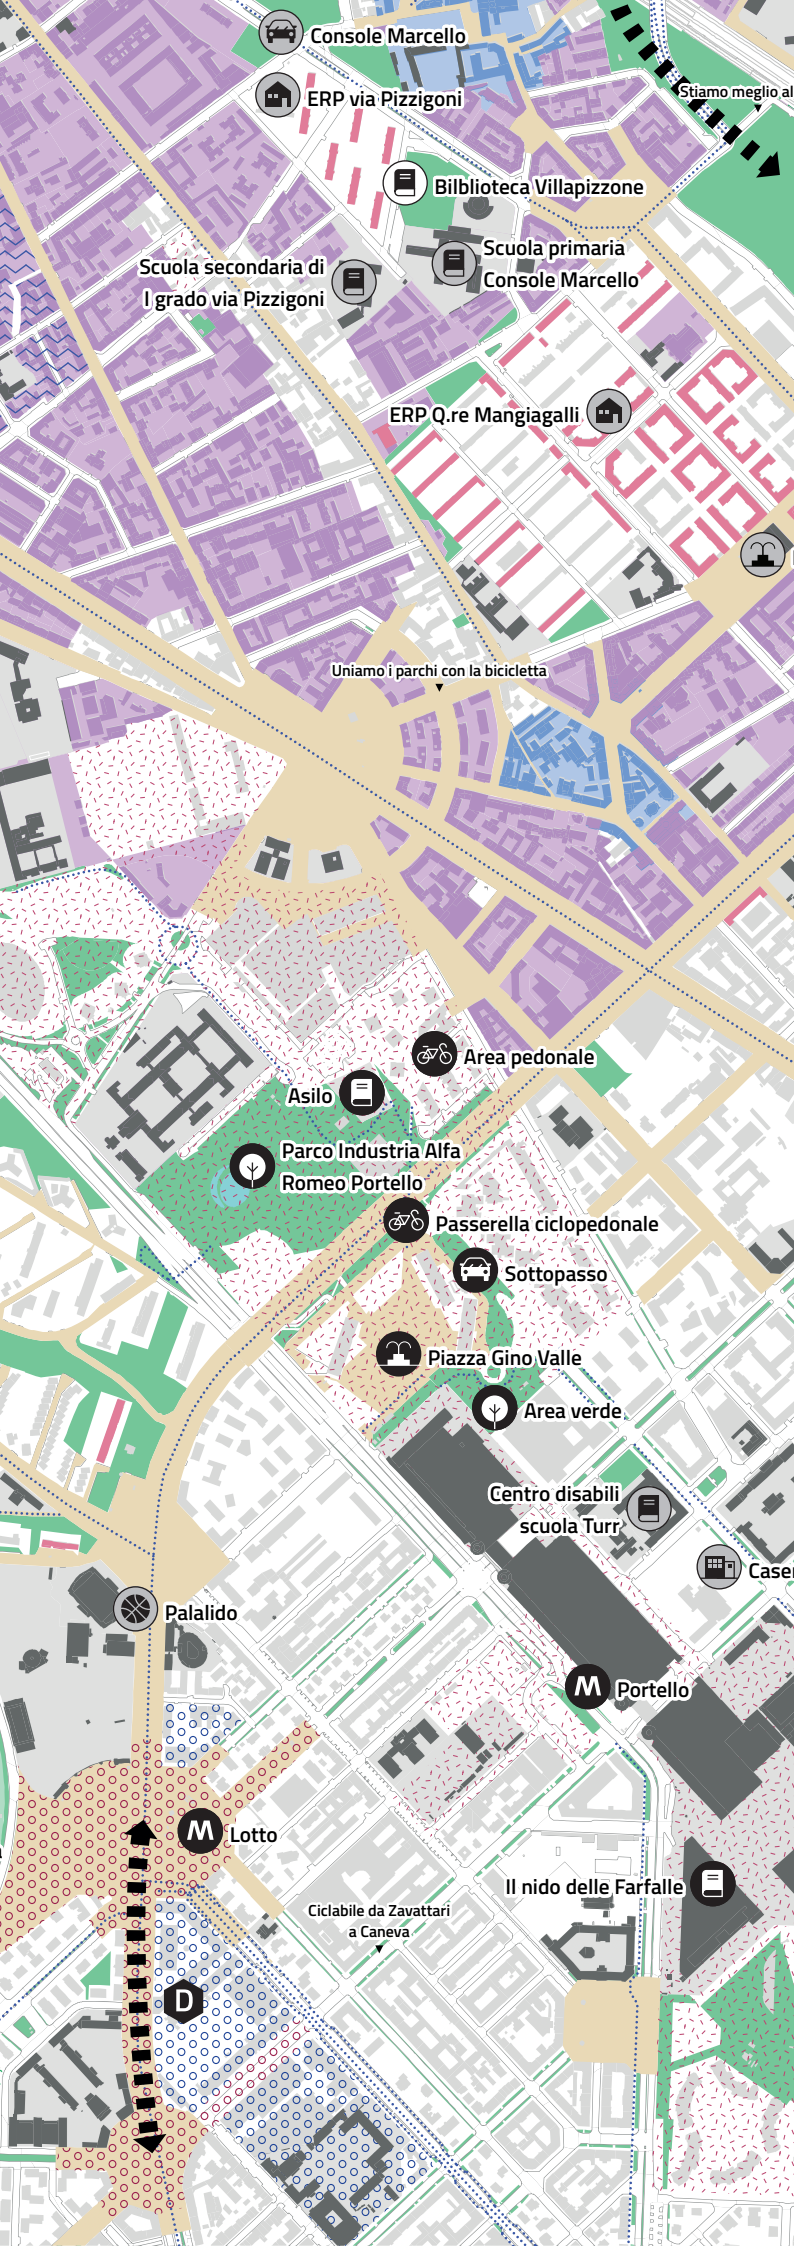 Console Marcello
ERP via Pizzigoni
Stiamo meglio al
Bilblioteca Villapizzone
Scuola primaria
Console Marcello
Scuola secondaria di
I grado via Pizzigoni
ERP Q.re Mangiagalli
Uniamo i parchi con la bicicletta
Area pedonale
Asilo
Parco Industria Alfa
Romeo Portello
Passerella ciclopedonale
Sottopasso
Piazza Gino Valle
Area verde
Centro disabili
scuola Turr
Caser
Palalido
M Portello
M Lotto
Il nido delle Farfalle
Ciclabile da Zavattari
a Caneva
D